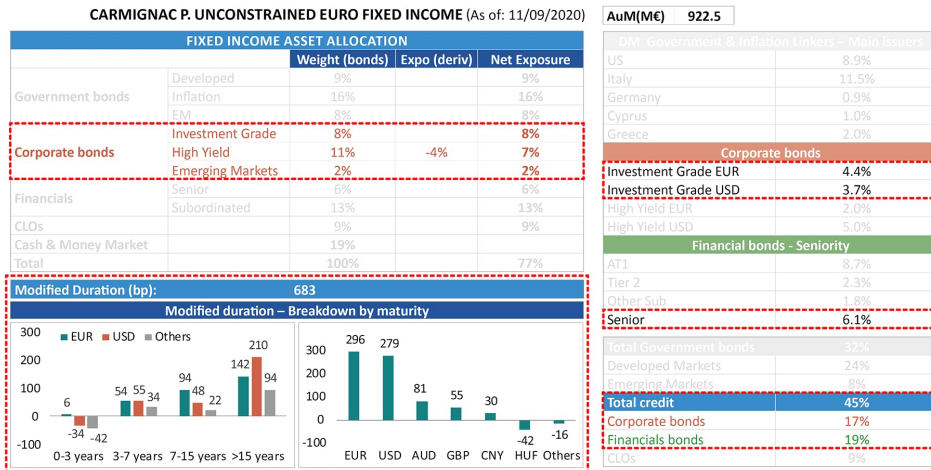 CARMIGNAC P. UNCONSTRAINED EURO FIXED INCOME (As of: 11/09/2020)
FIXED INCOME ASSET ALLOCATION
Weight (bonds) Expo (deriv) Net Exposure
Government bonds
Developed 9% 9%
Inflation 16% 16%
EM 8% 8%
Corporate bonds
Investment Grade 8% 8%
High Yield 11% -4% 7%
Emerging Markets 2% 2%
Financials
Senior 6% 6%
Subordinated 13% 13%
CLOs 9% 9%
Cash & Money Market 19%
Total 100% 77%
Modified Duration (bp): 683
Modified duration – Breakdown by maturity
300
200
100
0
-100
EUR USD Others
6 -34 -42
54 55 34
94 48 22
142 210 94
0-3 years 3-7 years 7-15 years >15 years
300
200
100
0
-100
296 279 81 55 30 -42 -16
EUR USD AUD GBP CNY HUF Others
AuM(M€) 922.5
DM Government & Inflation Linkers – Main issuers
US 8.9%
Italy 11.5%
Germany 0.9%
Cyprus 1.0%
Greece 2.0%
Corporate bonds
Investment Grade EUR 4.4%
Investment Grade USD 3.7%
High Yield EUR 2.0%
High Yield USD 5.0%
Financial bonds - Seniority
AT1 8.7%
Tier 2 2.3%
Other Sub 1.8%
Senior 6.1%
Total Government bonds 32%
Developed Markets 24%
Emerging Markets 8%
Total credit 45%
Corporate bonds 17%
Financials bonds 19%
CLOs 9%